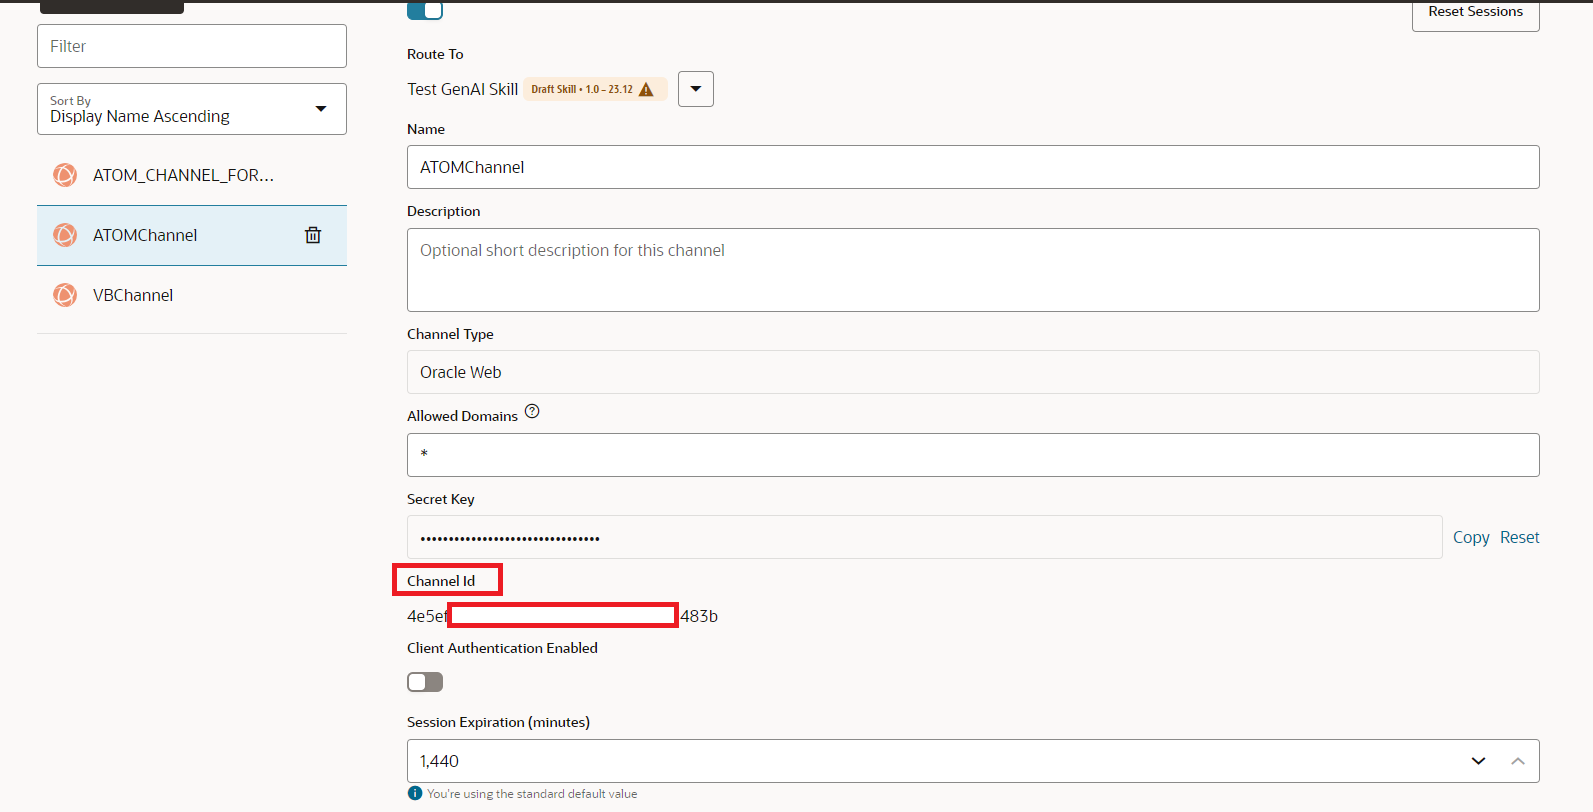 Filter
Sort By
Display Name Ascending
ATOM_CHANNEL_FOR...
ATOMChannel
VBChannel
Reset Sessions
Route To
Test GenAI Skill Draft Skill • 1.0 – 23.12
Name
ATOMChannel
Description
Optional short description for this channel
Channel Type
Oracle Web
Allowed Domains ?
*
Secret Key
•••••••••••••••••••••••••••••••• Copy Reset
Channel Id
4e5ef 483b
Client Authentication Enabled
Session Expiration (minutes)
1,440
You're using the standard default value